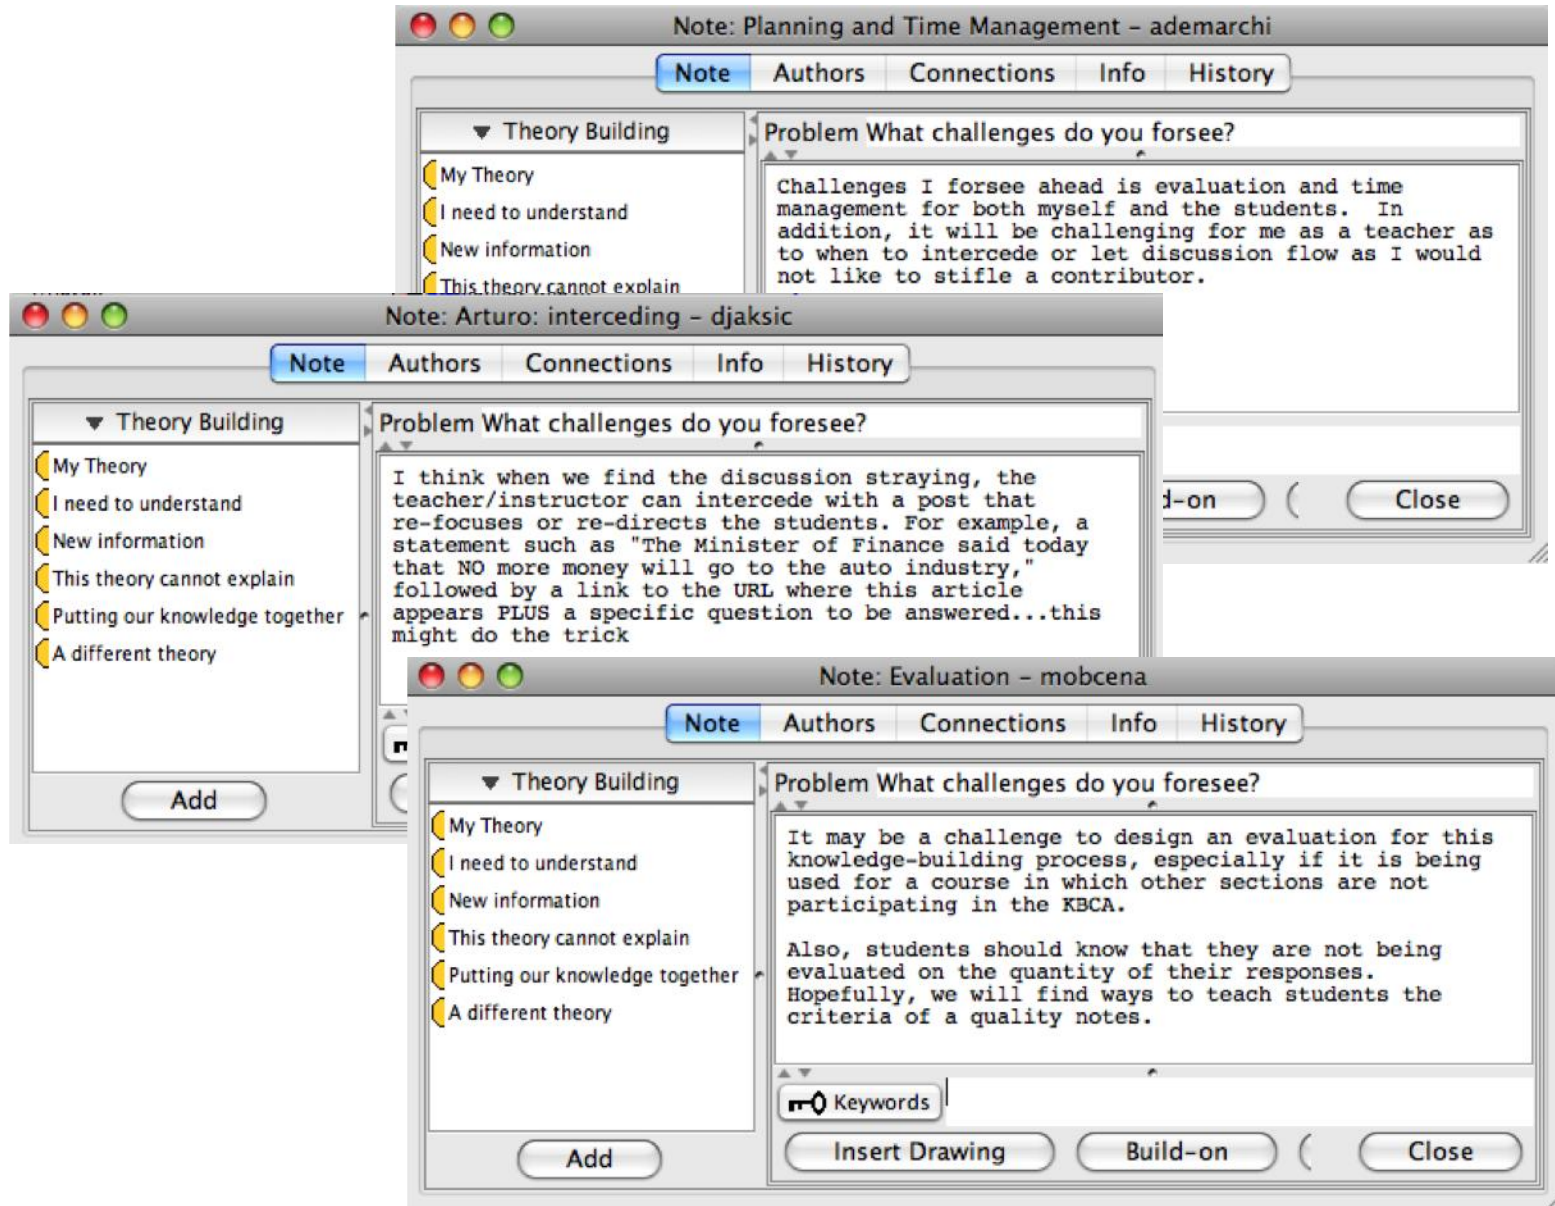 Note: Planning and Time Management – ademarchi
Note Authors Connections Info History
Theory Building
My Theory
I need to understand
New information
This theory cannot explain
Problem What challenges do you forsee?
Challenges I forsee ahead is evaluation and time
management for both myself and the students. In
addition, it will be challenging for me as a teacher as
to when to intercede or let discussion flow as I would
not like to stifle a contributor.
d-on Close
Note: Arturo: interceding – djaksic
Note Authors Connections Info History
Theory Building
My Theory
I need to understand
New information
This theory cannot explain
Putting our knowledge together
A different theory
Add
Problem What challenges do you foresee?
I think when we find the discussion straying, the
teacher/instructor can intercede with a post that
re-focuses or re-directs the students. For example, a
statement such as "The Minister of Finance said today
that NO more money will go to the auto industry,"
followed by a link to the URL where this article
appears PLUS a specific question to be answered...this
might do the trick
Note: Evaluation – mobcena
Note Authors Connections Info History
Theory Building
My Theory
I need to understand
New information
This theory cannot explain
Putting our knowledge together
A different theory
Add
Problem What challenges do you foresee?
It may be a challenge to design an evaluation for this
knowledge-building process, especially if it is being
used for a course in which other sections are not
participating in the KBCA.
Also, students should know that they are not being
evaluated on the quantity of their responses.
Hopefully, we will find ways to teach students the
criteria of a quality notes.
Keywords
Insert Drawing Build-on Close